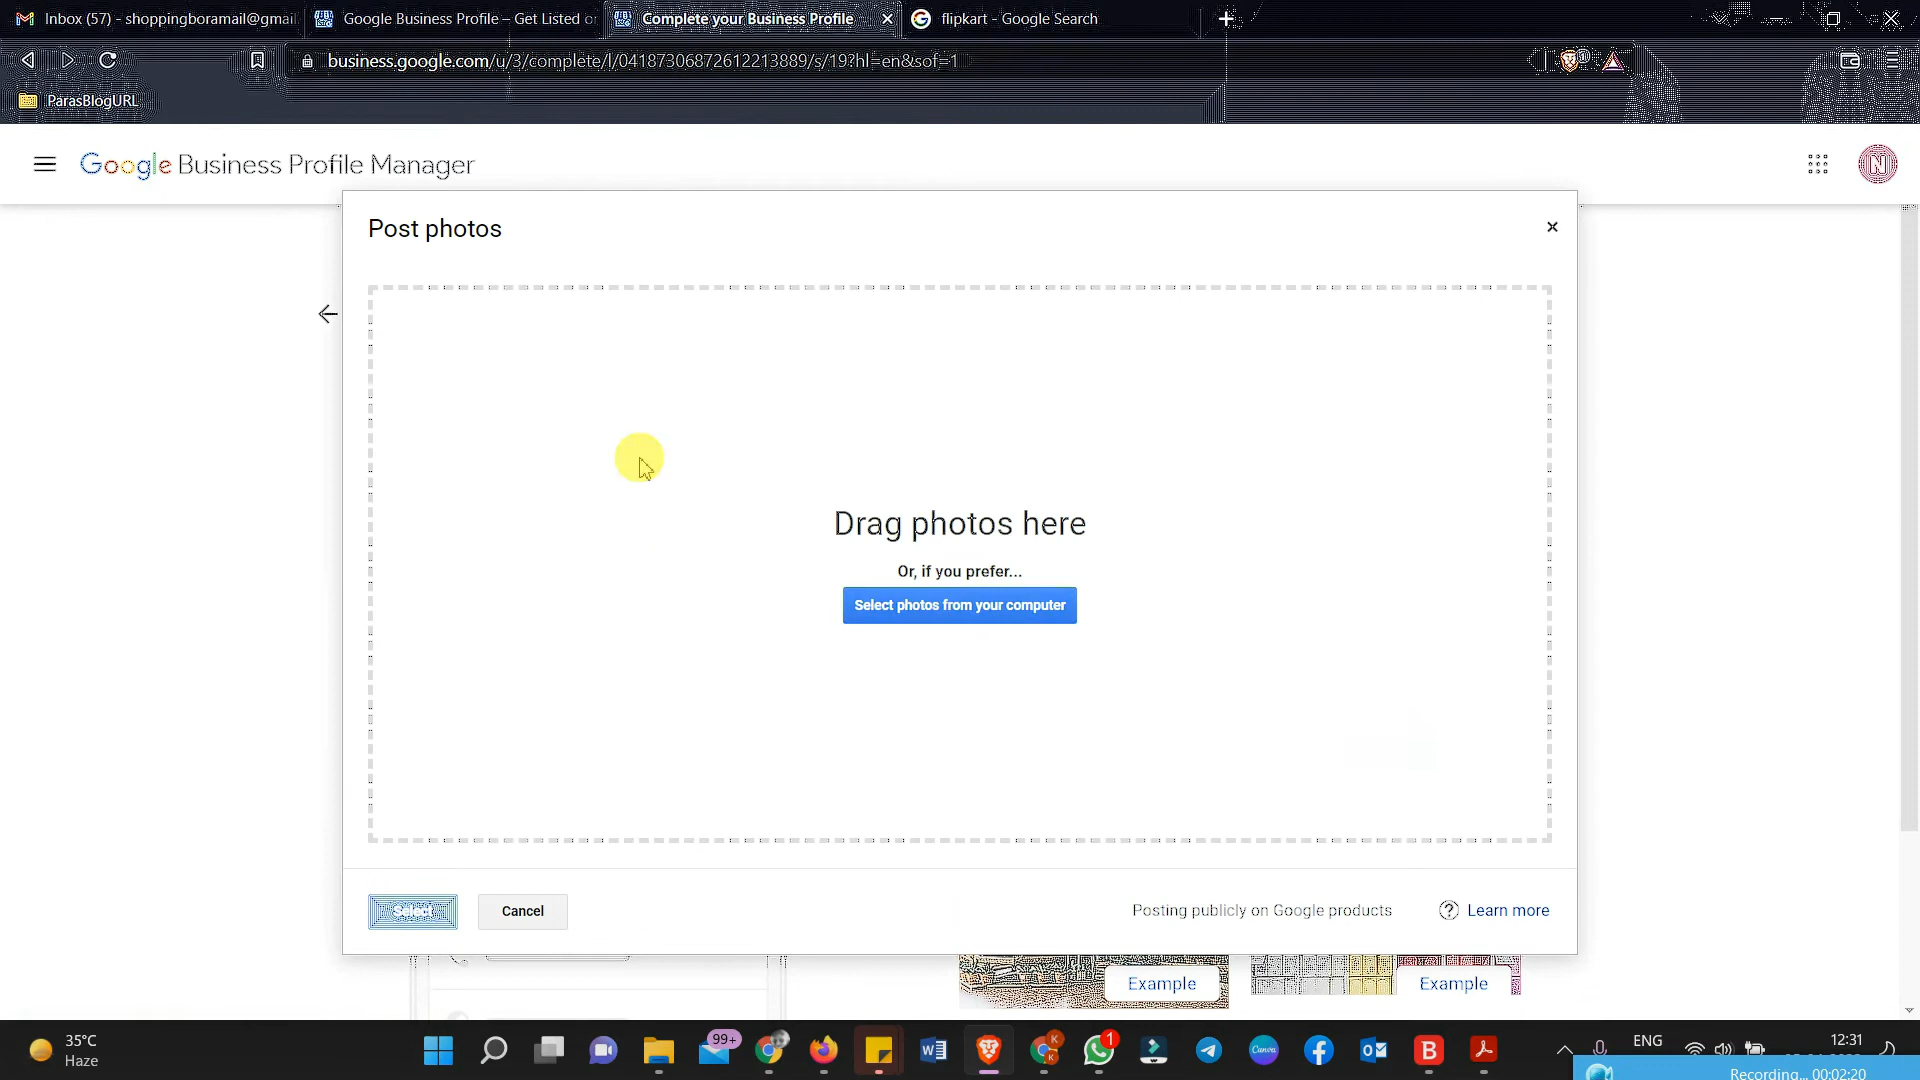 Inbox (57) - shoppingboramail@gmail
Google Business Profile – Get Listed o
Complete your Business Profile
flipkart - Google Search
business.google.com/u/3/complete/l/04187306872612213889/s/19?hl=en&sof=1
ParasBlogURL
Google Business Profile Manager
N
Post photos
Drag photos here
Or, if you prefer...
Select photos from your computer
Select
Cancel
Posting publicly on Google products
Learn more
Example
Example
35°C
Haze
99+
1
ENG
12:31
Recording... 00:02:20